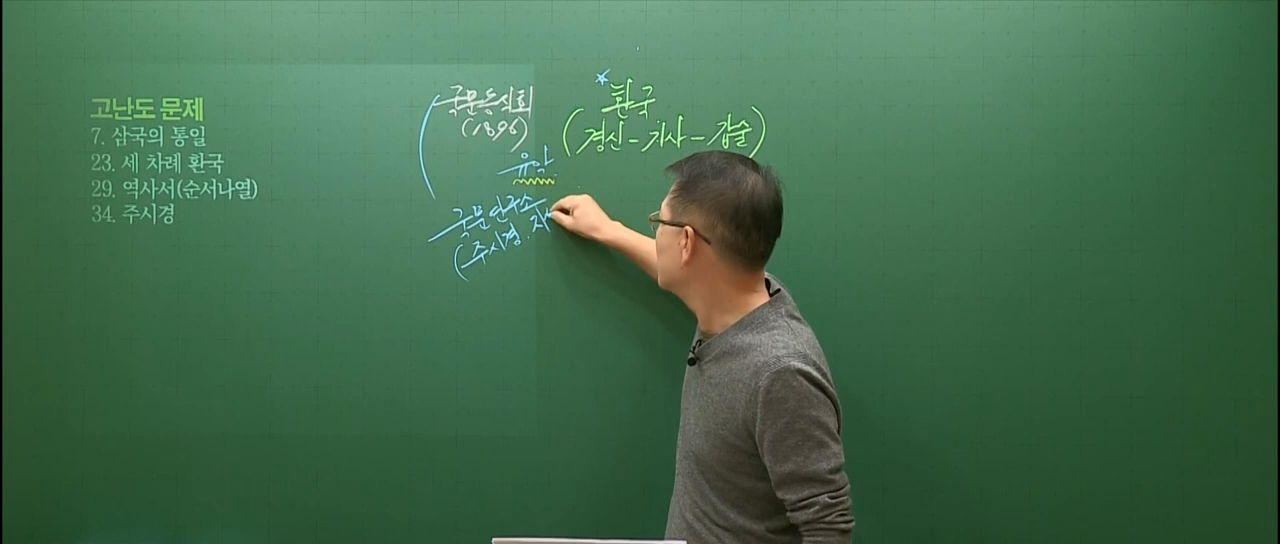 고난도 문제
7. 삼국의 통일
23. 세 차례 환국
29. 역사서(순서나열)
34. 주시경
국문동식회
(1896)
유학
국문연구소
(주시경.
환국
(경신-기사-갑술)